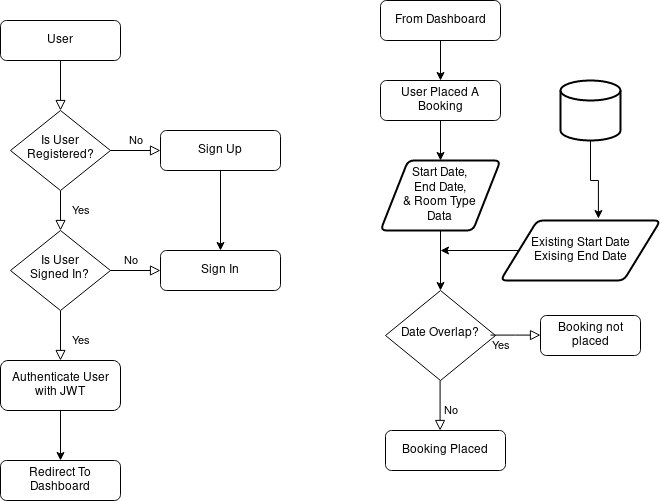 User
Is User
Registered?
No
Sign Up
Yes
Is User
Signed In?
No
Sign In
Yes
Authenticate User
with JWT
Redirect To
Dashboard
From Dashboard
User Placed A
Booking
Start Date,
End Date,
& Room Type
Data
Existing Start Date
Exising End Date
Date Overlap?
Yes
Booking not
placed
No
Booking Placed